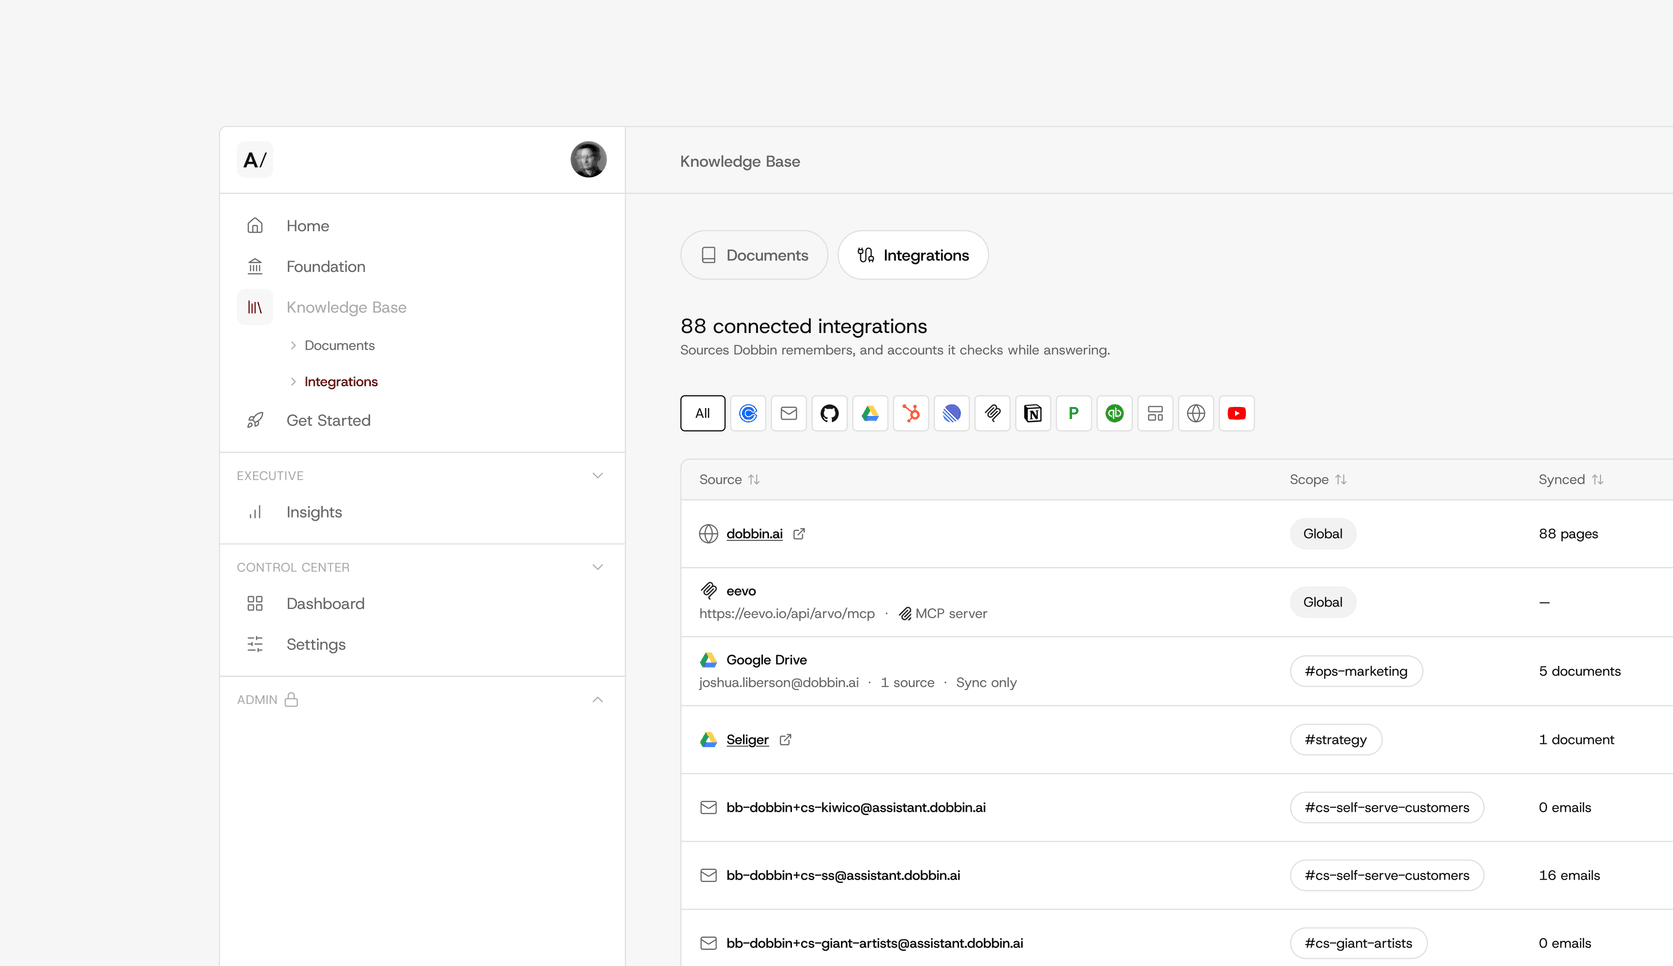 A/
Knowledge Base
Home
Foundation
Knowledge Base
Documents
Integrations
Get Started
EXECUTIVE
Insights
CONTROL CENTER
Dashboard
Settings
ADMIN
Documents
Integrations
88 connected integrations
Sources Dobbin remembers, and accounts it checks while answering.
All
N
P
qb
Source
Scope
Synced
dobbin.ai
Global
88 pages
eevo
https://eevo.io/api/arvo/mcp · MCP server
Global
—
Google Drive
joshua.liberson@dobbin.ai · 1 source · Sync only
#ops-marketing
5 documents
Seliger
#strategy
1 document
bb-dobbin+cs-kiwico@assistant.dobbin.ai
#cs-self-serve-customers
0 emails
bb-dobbin+cs-ss@assistant.dobbin.ai
#cs-self-serve-customers
16 emails
bb-dobbin+cs-giant-artists@assistant.dobbin.ai
#cs-giant-artists
0 emails